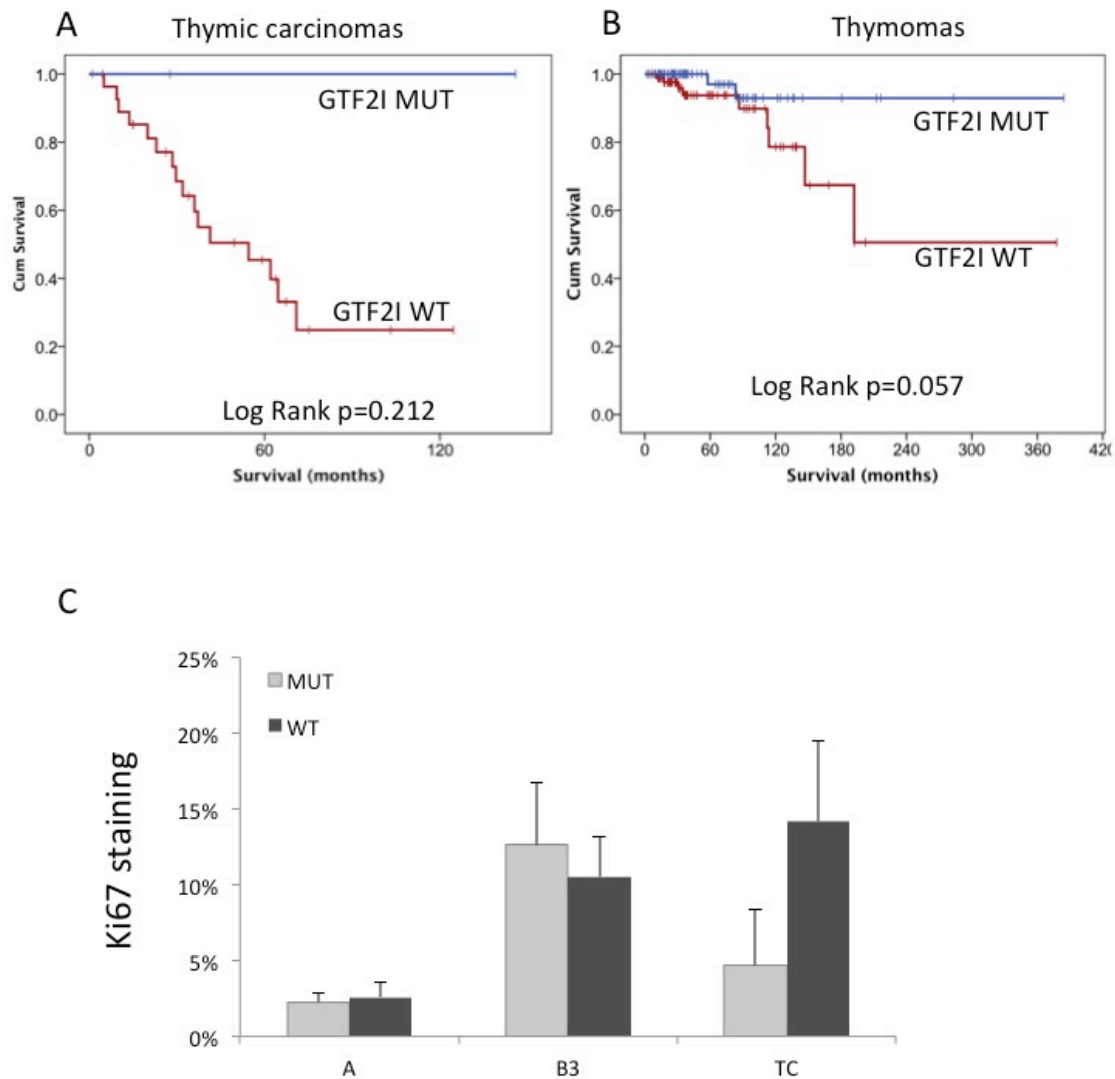 A
Thymic carcinomas
1.0
0.8
0.6
0.4
0.2
0.0
Cum Survival
GTF2I MUT
GTF2I WT
Log Rank p=0.212
0 60 120
Survival (months)
B
Thymomas
1.0
0.8
0.6
0.4
0.2
0.0
Cum Survival
GTF2I MUT
GTF2I WT
Log Rank p=0.057
0 60 120 180 240 300 360 420
Survival (months)
C
25%
20%
15%
10%
5%
0%
Ki67 staining
MUT
WT
A B3 TC